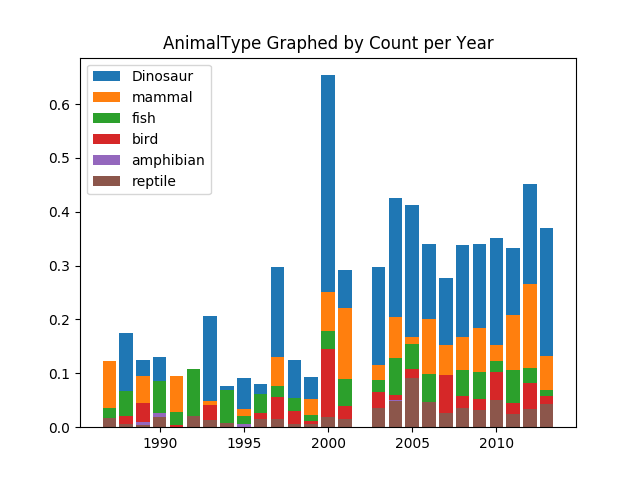 AnimalType Graphed by Count per Year
Dinosaur
mammal
fish
bird
amphibian
reptile
0.6
0.5
0.4
0.3
0.2
0.1
0.0
1990 1995 2000 2005 2010